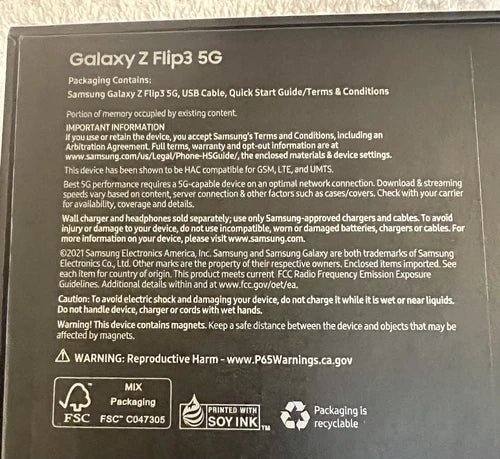 Galaxy Z Flip3 5G
Packaging Contains:
Samsung Galaxy Z Flip3 5G, USB Cable, Quick Start Guide/Terms & Conditions
Portion of memory occupied by existing content.
IMPORTANT INFORMATION
If you use or retain the device, you accept Samsung's Terms and Conditions, including an
Arbitration Agreement. Full terms, warranty and opt-out information are at
www.samsung.com/us/Legal/Phone-HSGuide/, the enclosed materials & device settings.
This device has been shown to be HAC compatible for GSM, LTE, and UMTS.
Best 5G performance requires a 5G-capable device on an optimal network connection. Download & streaming
speeds vary based on content, server connection & other factors such as cases/covers. Check with your carrier
for availability, coverage and details.
Wall charger and headphones sold separately; use only Samsung-approved chargers and cables. To avoid
injury or damage to your device, do not use incompatible, worn or damaged batteries, chargers or cables. For
more information on your device, please visit www.samsung.com.
©2021 Samsung Electronics America, Inc. Samsung and Samsung Galaxy are both trademarks of Samsung
Electronics Co., Ltd. Other marks are the property of their respective owners. Enclosed items imported. See
each item for country of origin. This product meets current FCC Radio Frequency Emission Exposure
Guidelines. Additional details within and at www.fcc.gov/oet/ea.
Caution: To avoid electric shock and damaging your device, do not charge it while it is wet or near liquids.
Do not handle device, charger or cords with wet hands.
Warning! This device contains magnets. Keep a safe distance between the device and objects that may be
affected by magnets.
WARNING: Reproductive Harm - www.P65Warnings.ca.gov
FSC
MIX
Packaging
FSC™ C047305
PRINTED WITH
SOY INK™
Packaging is
recyclable